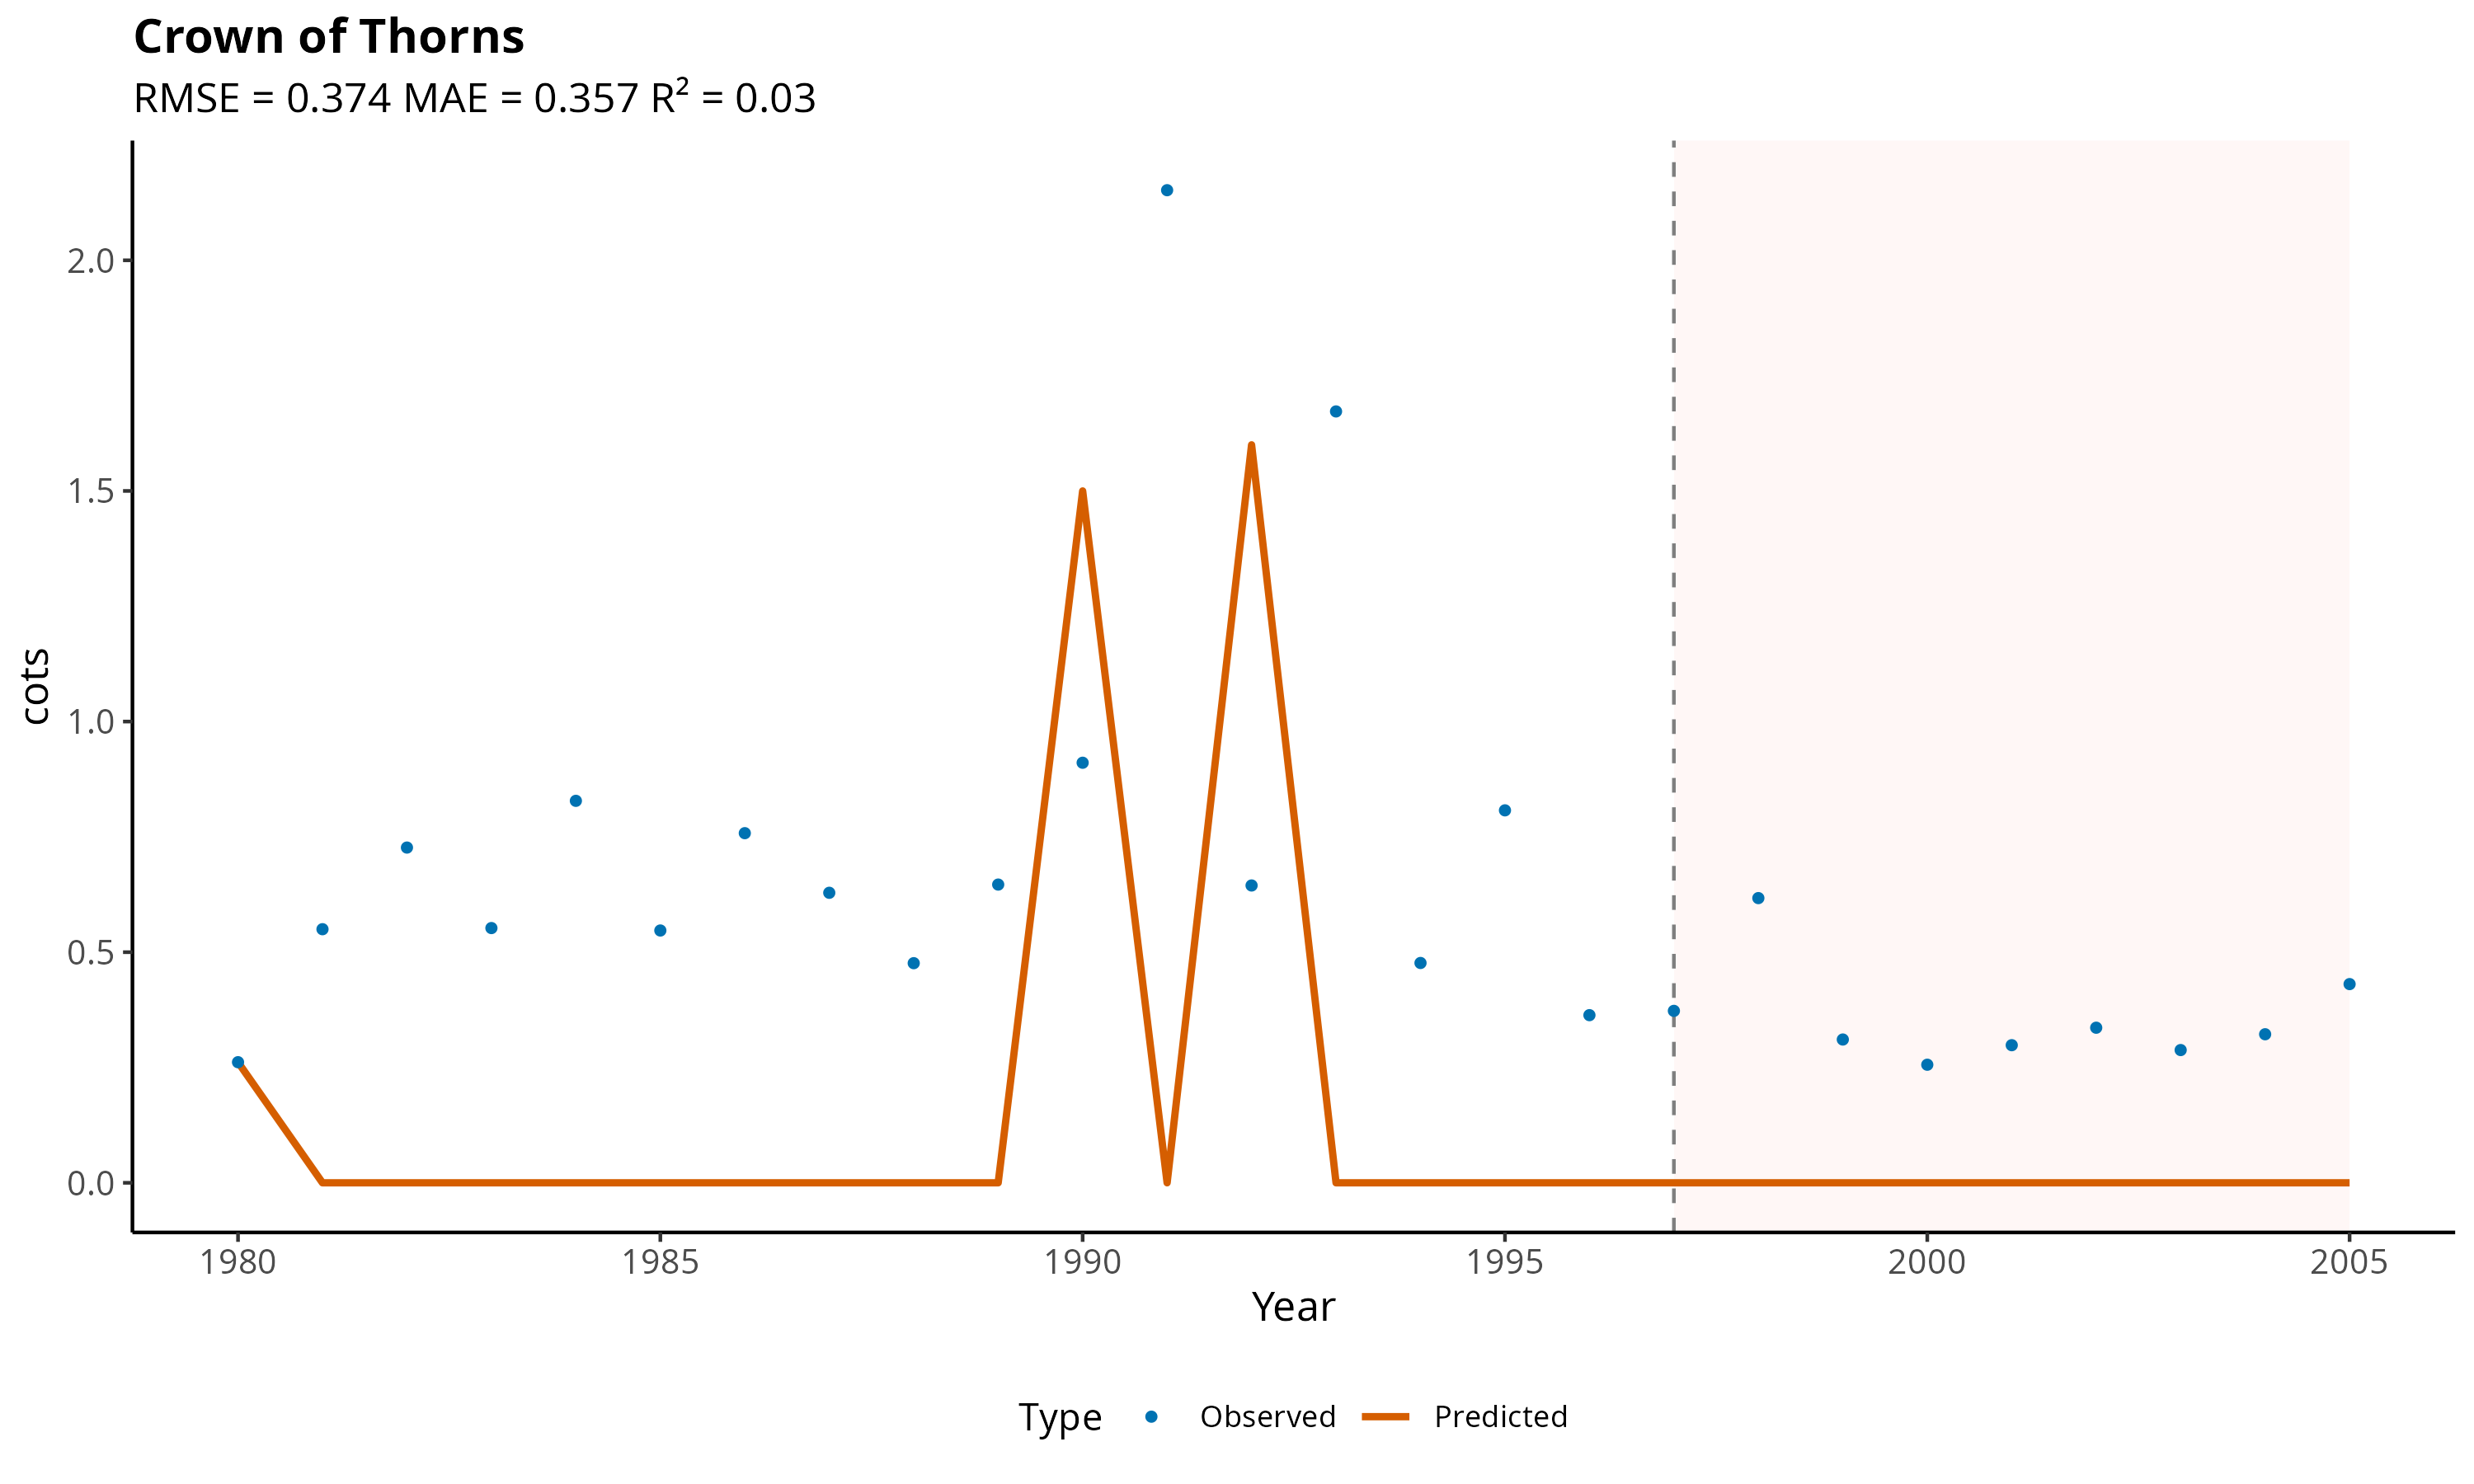 Crown of Thorns
RMSE = 0.374 MAE = 0.357 R² = 0.03
cots
2.0
1.5
1.0
0.5
0.0
1980 1985 1990 1995 2000 2005
Year
Type Observed Predicted